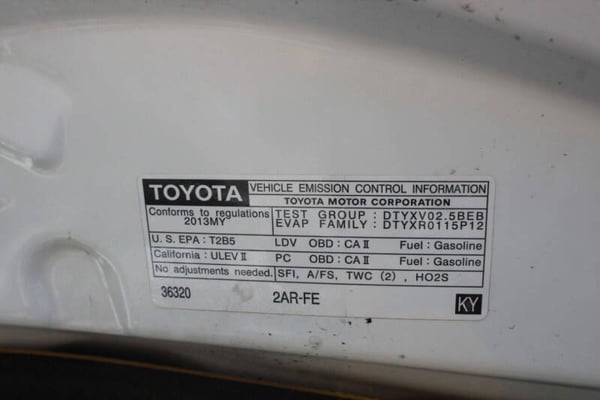 TOYOTA VEHICLE EMISSION CONTROL INFORMATION
TOYOTA MOTOR CORPORATION
Conforms to regulations
2013MY
TEST GROUP : DTYXV02.5BEB
EVAP FAMILY : DTYXR0115P12
U.S. EPA : T2B5 LDV OBD : CA II Fuel : Gasoline
California : ULEV II PC OBD : CA II Fuel : Gasoline
No adjustments needed. SFI, A/FS, TWC (2) , HO2S
36320 2AR-FE KY